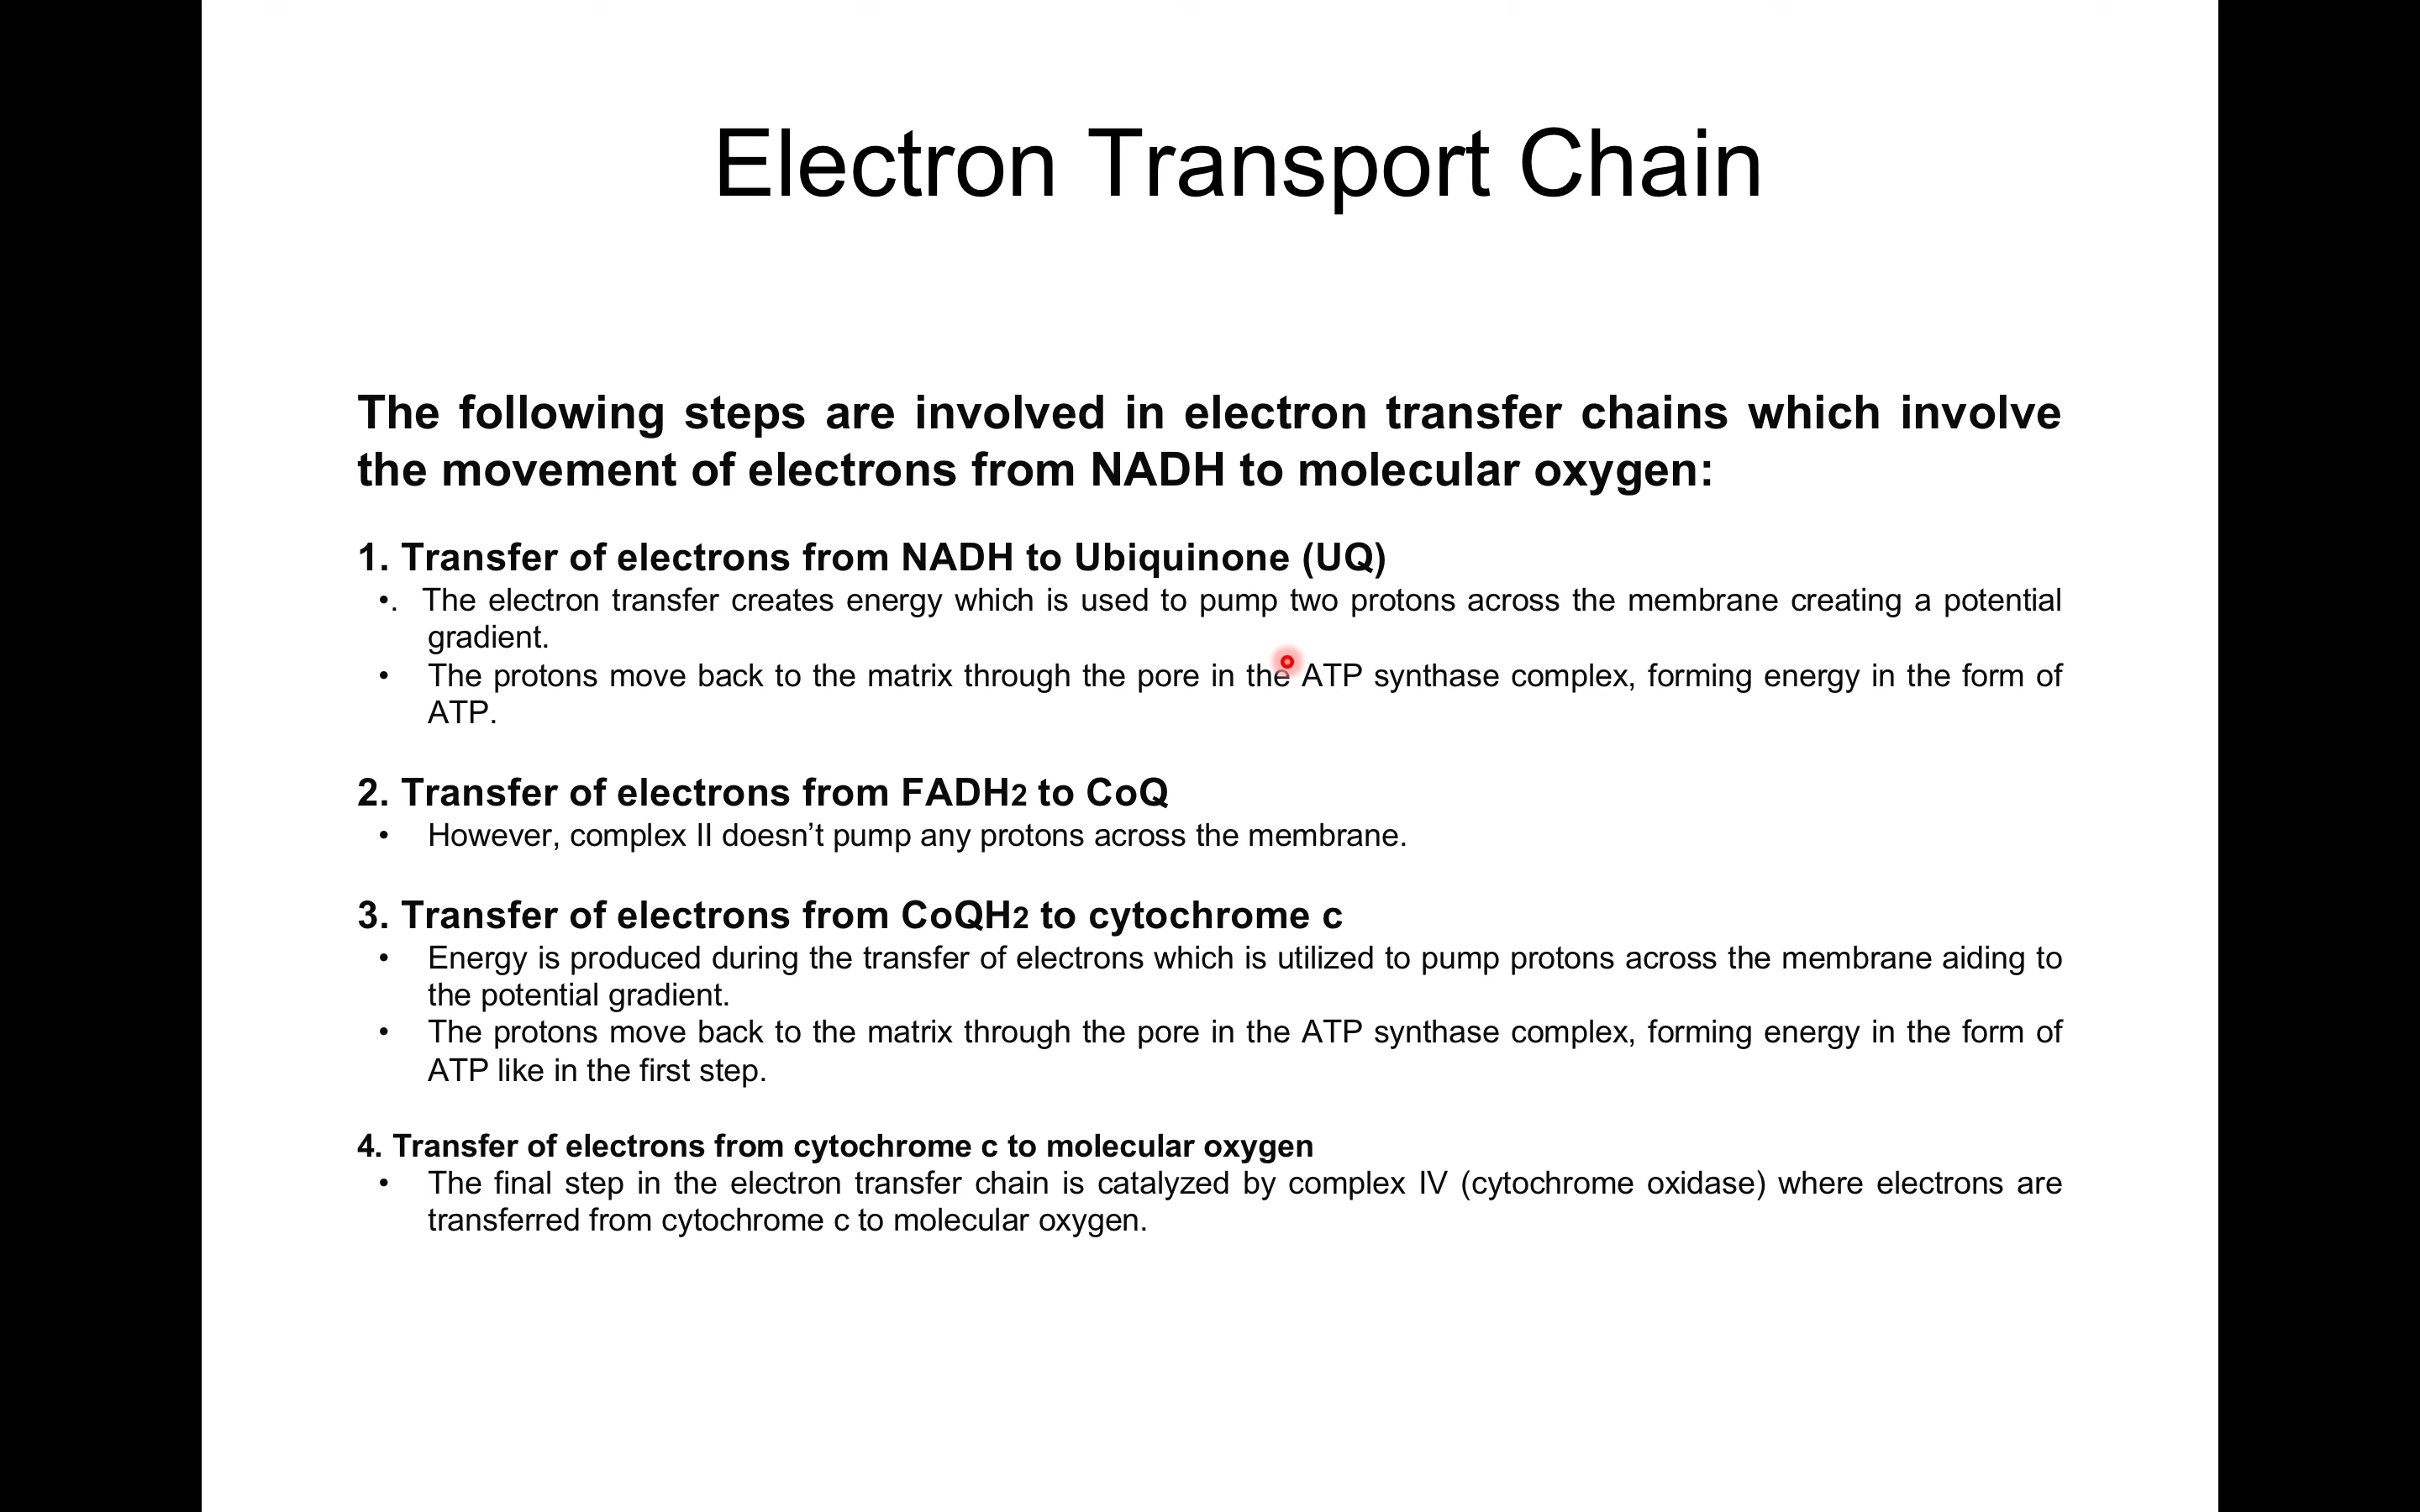 Electron Transport Chain
The following steps are involved in electron transfer chains which involve
the movement of electrons from NADH to molecular oxygen:
1. Transfer of electrons from NADH to Ubiquinone (UQ)
•. The electron transfer creates energy which is used to pump two protons across the membrane creating a potential
gradient.
• The protons move back to the matrix through the pore in the ATP synthase complex, forming energy in the form of
ATP.
2. Transfer of electrons from FADH2 to CoQ
• However, complex II doesn’t pump any protons across the membrane.
3. Transfer of electrons from CoQH2 to cytochrome c
• Energy is produced during the transfer of electrons which is utilized to pump protons across the membrane aiding to
the potential gradient.
• The protons move back to the matrix through the pore in the ATP synthase complex, forming energy in the form of
ATP like in the first step.
4. Transfer of electrons from cytochrome c to molecular oxygen
• The final step in the electron transfer chain is catalyzed by complex IV (cytochrome oxidase) where electrons are
transferred from cytochrome c to molecular oxygen.